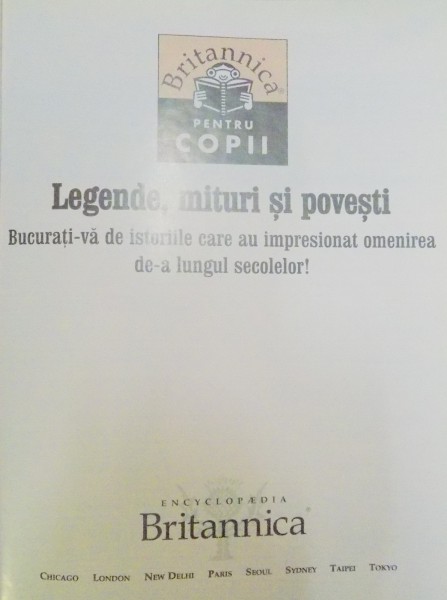 Britannica®
PENTRU
COPII
Legende, mituri și povești
Bucurați-vă de istoriile care au impresionat omenirea
de-a lungul secolelor!
ENCYCLOPÆDIA
Britannica®
CHICAGO LONDON NEW DELHI PARIS SEOUL SYDNEY TAIPEI TOKYO